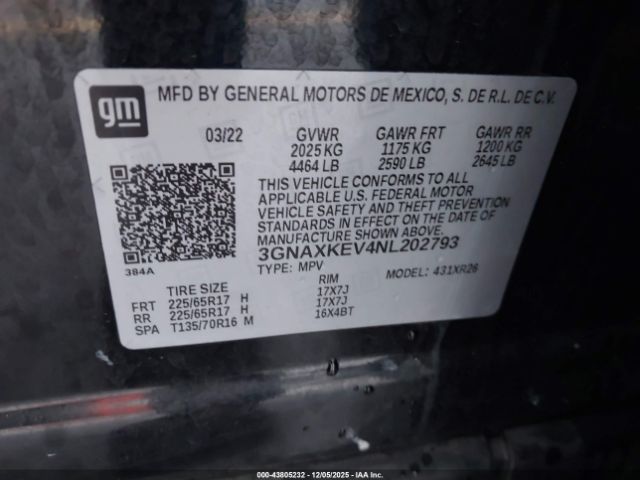 gm
MFD BY GENERAL MOTORS DE MEXICO, S. DE R.L. DE C.V.
03/22 GVWR GAWR FRT GAWR RR
2025 KG 1175 KG 1200 KG
4464 LB 2590 LB 2645 LB
THIS VEHICLE CONFORMS TO ALL
APPLICABLE U.S. FEDERAL MOTOR
VEHICLE SAFETY AND THEFT PREVENTION
STANDARDS IN EFFECT ON THE DATE OF
MANUFACTURE SHOWN ABOVE.
3GNAXKEV4NL202793
384A
TYPE: MPV MODEL: 431XR26
TIRE SIZE RIM
FRT 225/65R17 H 17X7J
RR 225/65R17 H 17X7J
SPA T135/70R16 M 16X4BT
000-43805232 - 12/05/2025 - IAA Inc.